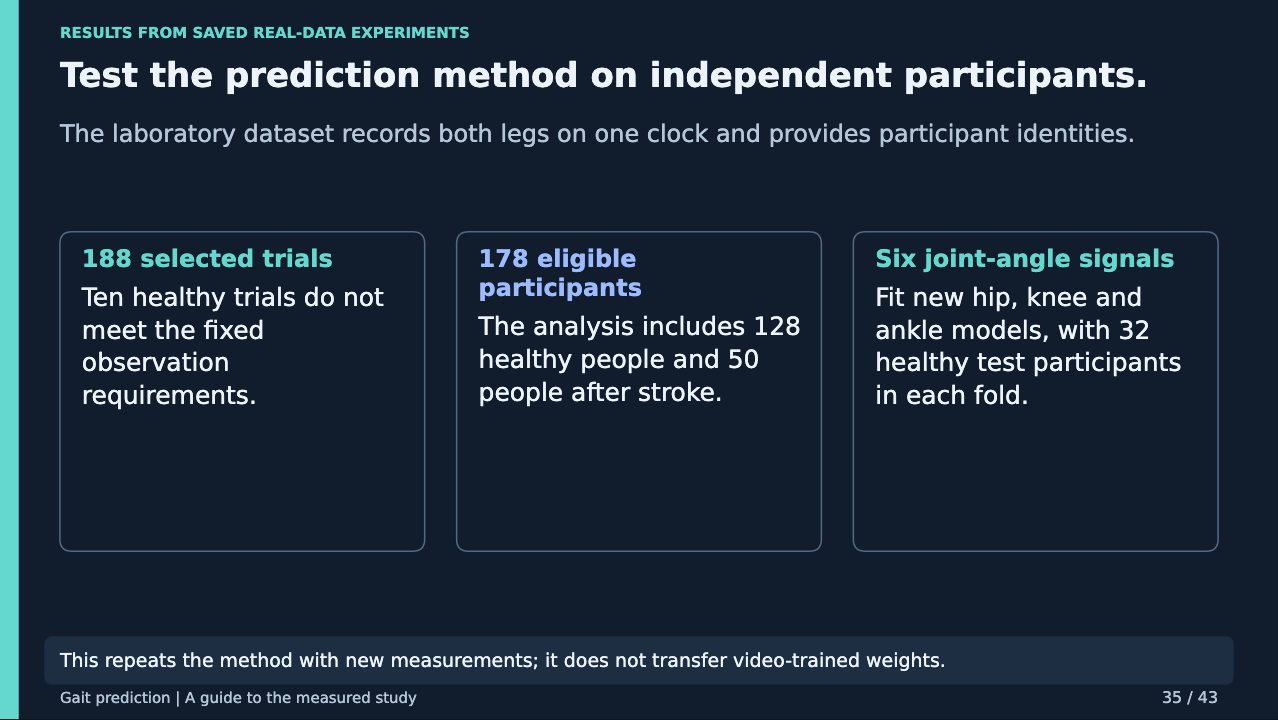 RESULTS FROM SAVED REAL-DATA EXPERIMENTS
Test the prediction method on independent participants.
The laboratory dataset records both legs on one clock and provides participant identities.
188 selected trials
Ten healthy trials do not
meet the fixed
observation
requirements.
178 eligible
participants
The analysis includes 128
healthy people and 50
people after stroke.
Six joint-angle signals
Fit new hip, knee and
ankle models, with 32
healthy test participants
in each fold.
This repeats the method with new measurements; it does not transfer video-trained weights.
Gait prediction | A guide to the measured study
35 / 43